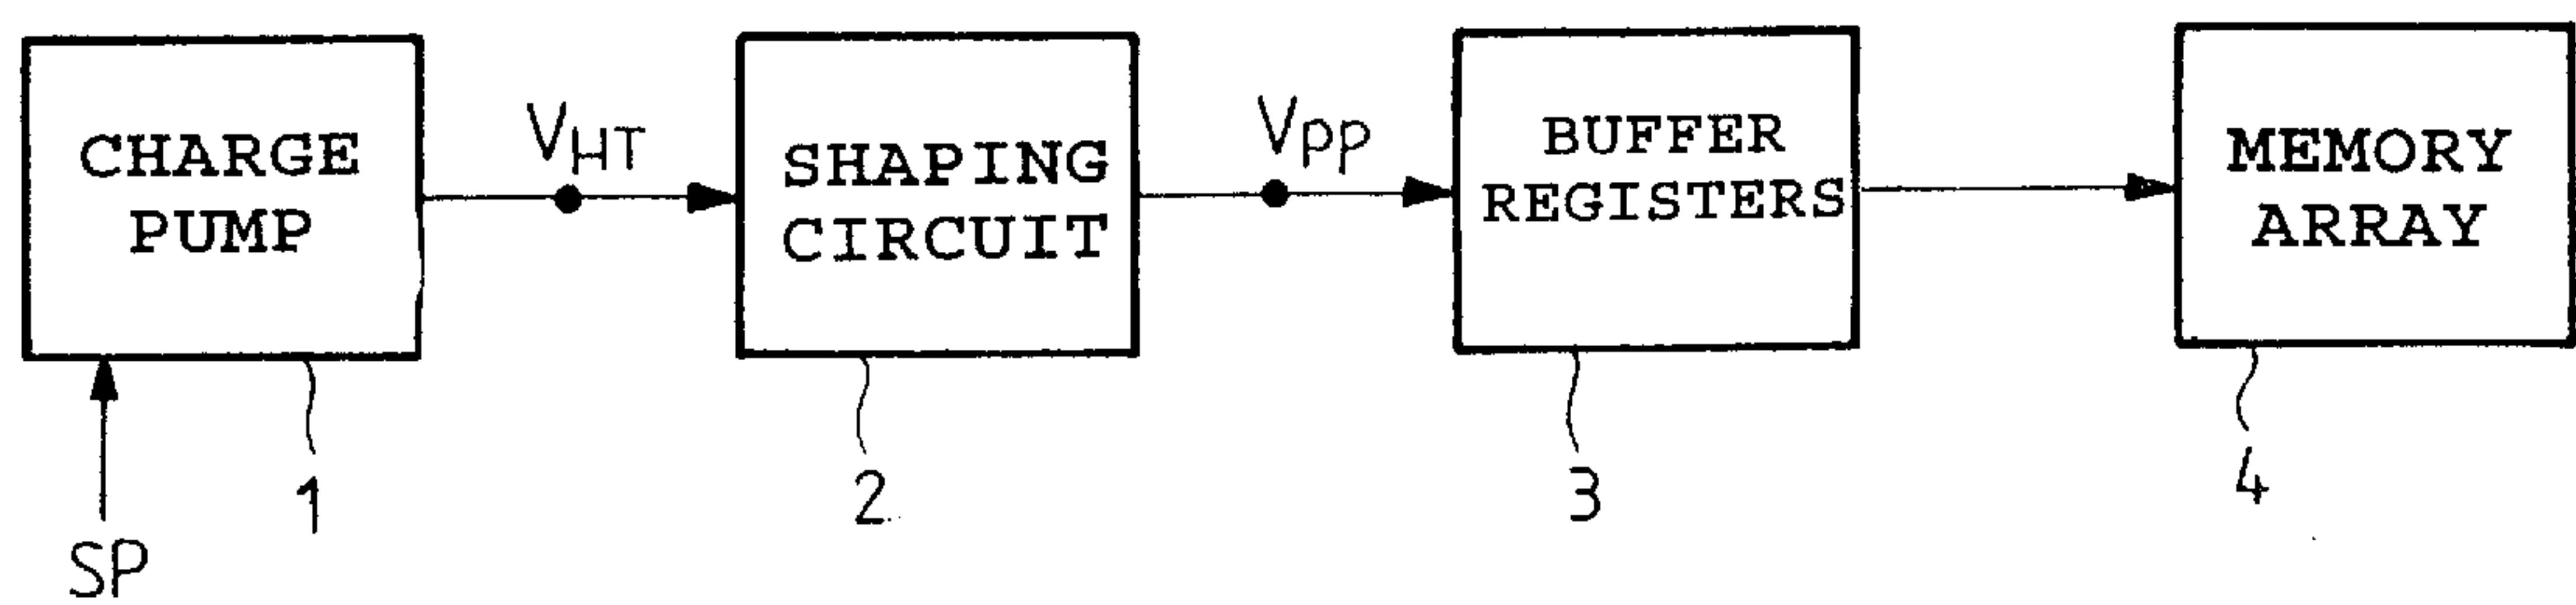 CHARGE
PUMP
VHT
SHAPING
CIRCUIT
VPP
BUFFER
REGISTERS
MEMORY
ARRAY
SP
1
2
3
4